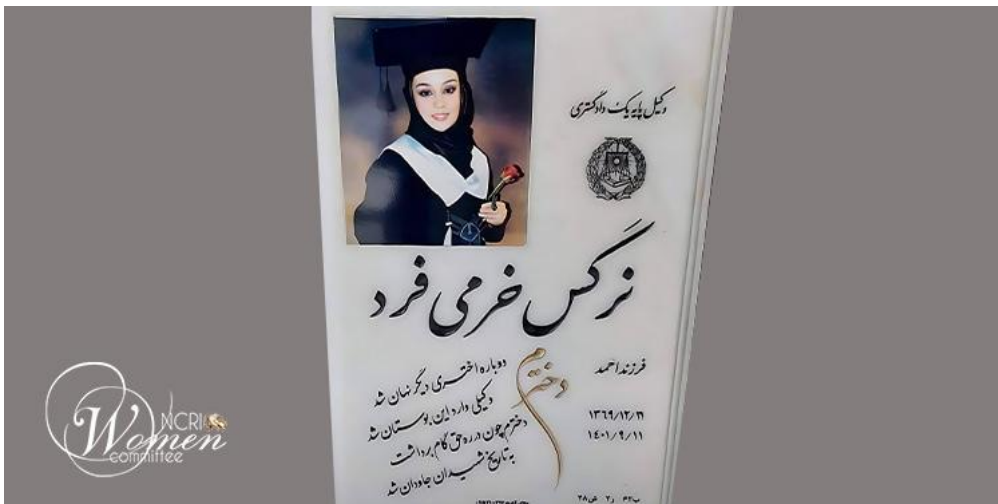 وکیل پایه یک دادگستری
نرگس خرمی فرد
فرزند احمد
۱۳۶۹/۱۲/۲۱
۱۴۰۱/۹/۱۱
دخترم
دوباره اختری دیگر نهان شد
وکیلی وارد این بوستان شد
دخترم چون در ره حق گام برداشت
به تاریخ شهیدان جاودان شد
NCRI
Women
committee